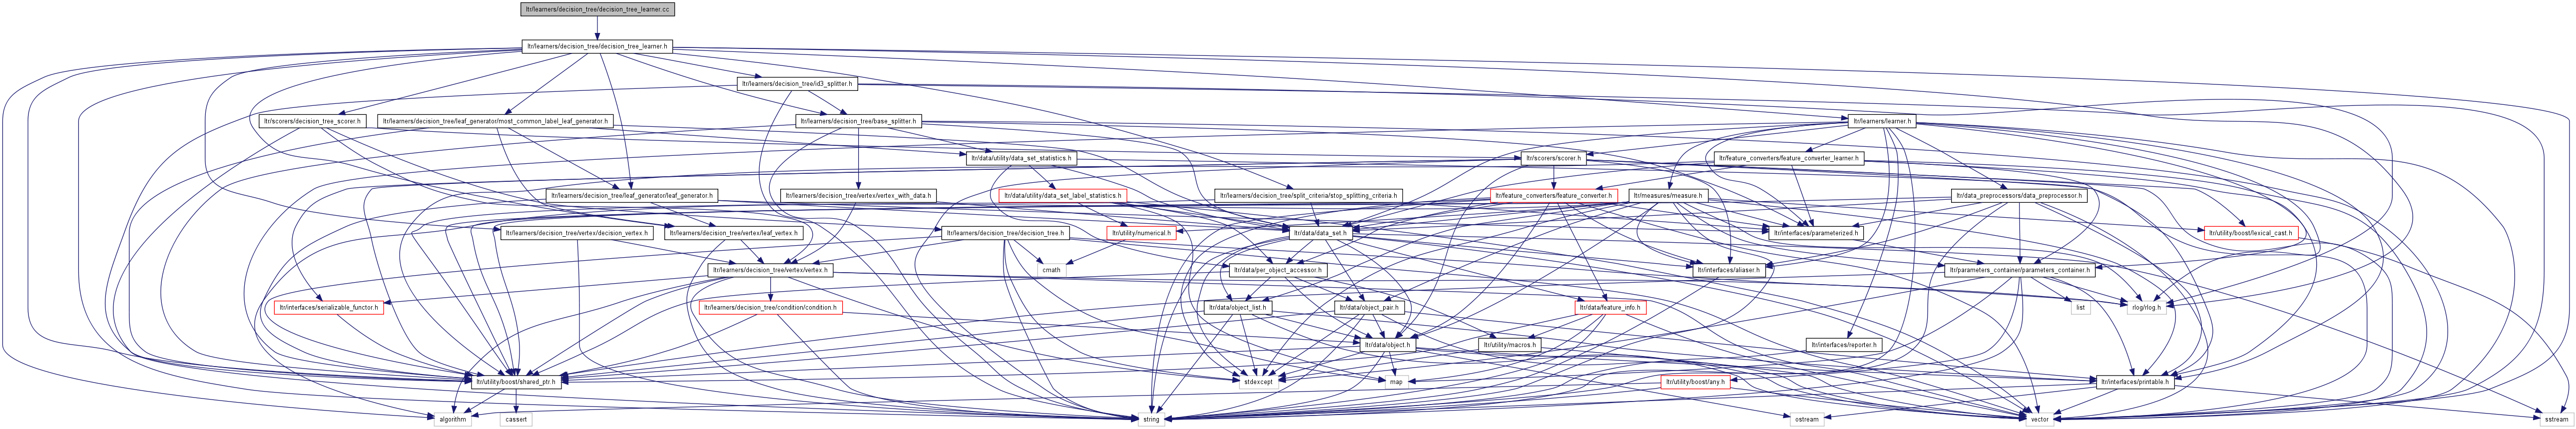 ltr/learners/decision_tree/decision_tree_learner.cc
ltr/learners/decision_tree/decision_tree_learner.h
ltr/learners/decision_tree/id3_splitter.h
ltr/scorers/decision_tree_scorer.h
ltr/learners/decision_tree/leaf_generator/most_common_label_leaf_generator.h
ltr/learners/decision_tree/base_splitter.h
ltr/learners/learner.h
ltr/data/utility/data_set_statistics.h
ltr/scorers/scorer.h
ltr/feature_converters/feature_converter_learner.h
ltr/learners/decision_tree/leaf_generator/leaf_generator.h
ltr/learners/decision_tree/vertex/vertex_with_data.h
ltr/data/utility/data_set_label_statistics.h
ltr/learners/decision_tree/split_criteria/stop_splitting_criteria.h
ltr/feature_converters/feature_converter.h
ltr/measures/measure.h
ltr/data_preprocessors/data_preprocessor.h
ltr/learners/decision_tree/vertex/decision_vertex.h
ltr/learners/decision_tree/vertex/leaf_vertex.h
ltr/learners/decision_tree/decision_tree.h
ltr/utility/numerical.h
ltr/data/data_set.h
ltr/interfaces/parameterized.h
ltr/utility/boost/lexical_cast.h
ltr/learners/decision_tree/vertex/vertex.h
cmath
ltr/data/per_object_accessor.h
ltr/interfaces/aliaser.h
ltr/parameters_container/parameters_container.h
ltr/interfaces/serializable_functor.h
ltr/learners/decision_tree/condition/condition.h
ltr/data/object_list.h
ltr/data/object_pair.h
ltr/data/feature_info.h
list
rlog/rlog.h
ltr/data/object.h
ltr/utility/macros.h
ltr/interfaces/reporter.h
ltr/utility/boost/shared_ptr.h
stdexcept
map
ltr/utility/boost/any.h
ltr/interfaces/printable.h
algorithm
cassert
string
ostream
vector
sstream